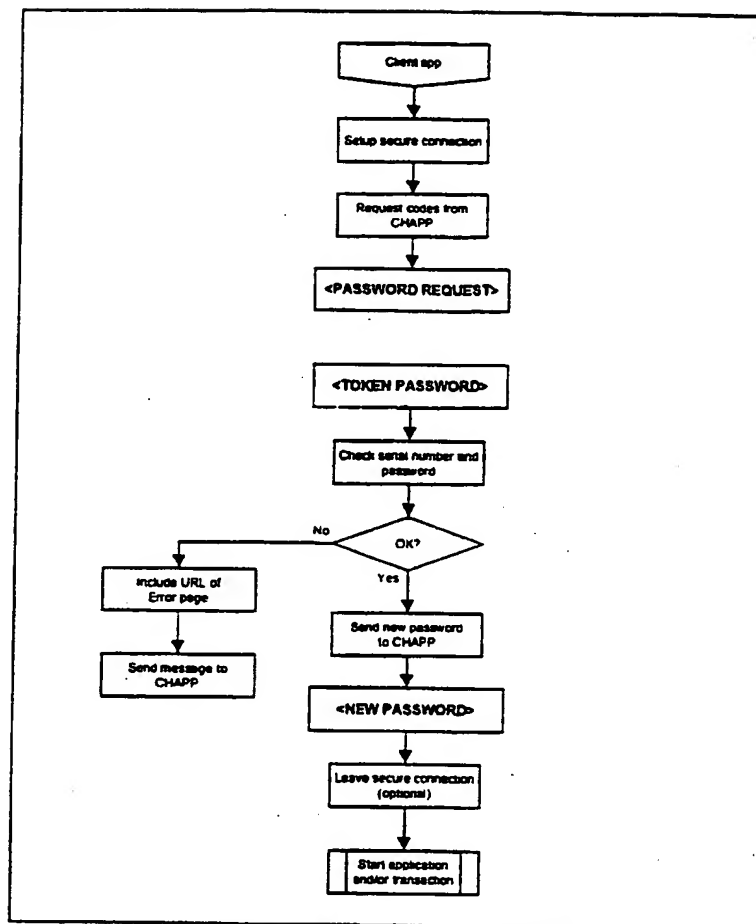 Client app
Setup secure connection
Request codes from
CHAPP
<PASSWORD REQUEST>
<TOKEN PASSWORD>
Check serial number and
password
No
OK?
Yes
Include URL of
Error page
Send new password
to CHAPP
Send message to
CHAPP
<NEW PASSWORD>
Leave secure connection
(optional)
Start application
and/or transaction